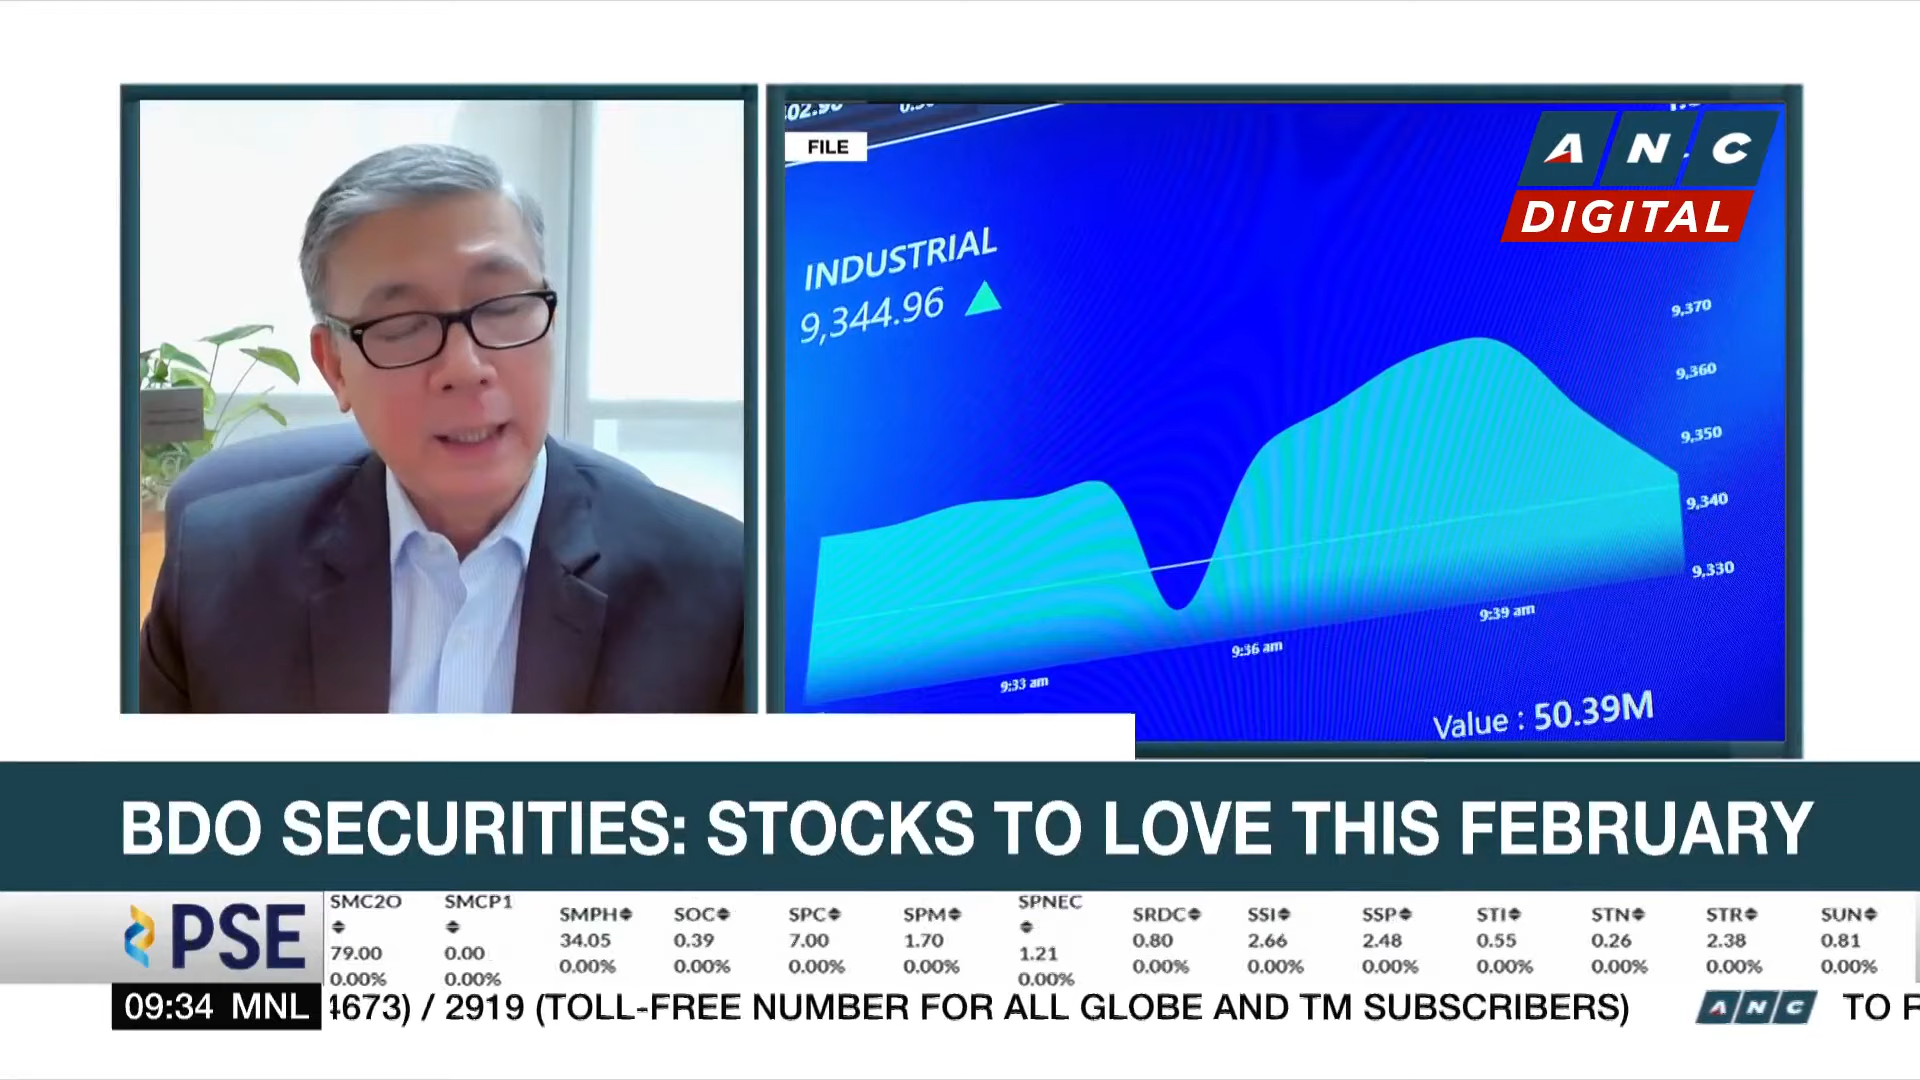 FILE
ANC
DIGITAL
INDUSTRIAL
9,344.96
9,370
9,360
9,350
9,340
9,330
9:33 am
9:36 am
9:39 am
Value : 50.39M
BDO SECURITIES: STOCKS TO LOVE THIS FEBRUARY
PSE
SMC2O
79.00
0.00%
SMCP1
0.00
0.00%
SMPH
34.05
0.00%
SOC
0.39
0.00%
SPC
7.00
0.00%
SPM
1.70
0.00%
SPNEC
1.21
0.00%
SRDC
0.80
0.00%
SSI
2.66
0.00%
SSP
2.48
0.00%
STI
0.55
0.00%
STN
0.26
0.00%
STR
2.38
0.00%
SUN
0.81
0.00%
09:34 MNL
4673) / 2919 (TOLL-FREE NUMBER FOR ALL GLOBE AND TM SUBSCRIBERS) ANC TO